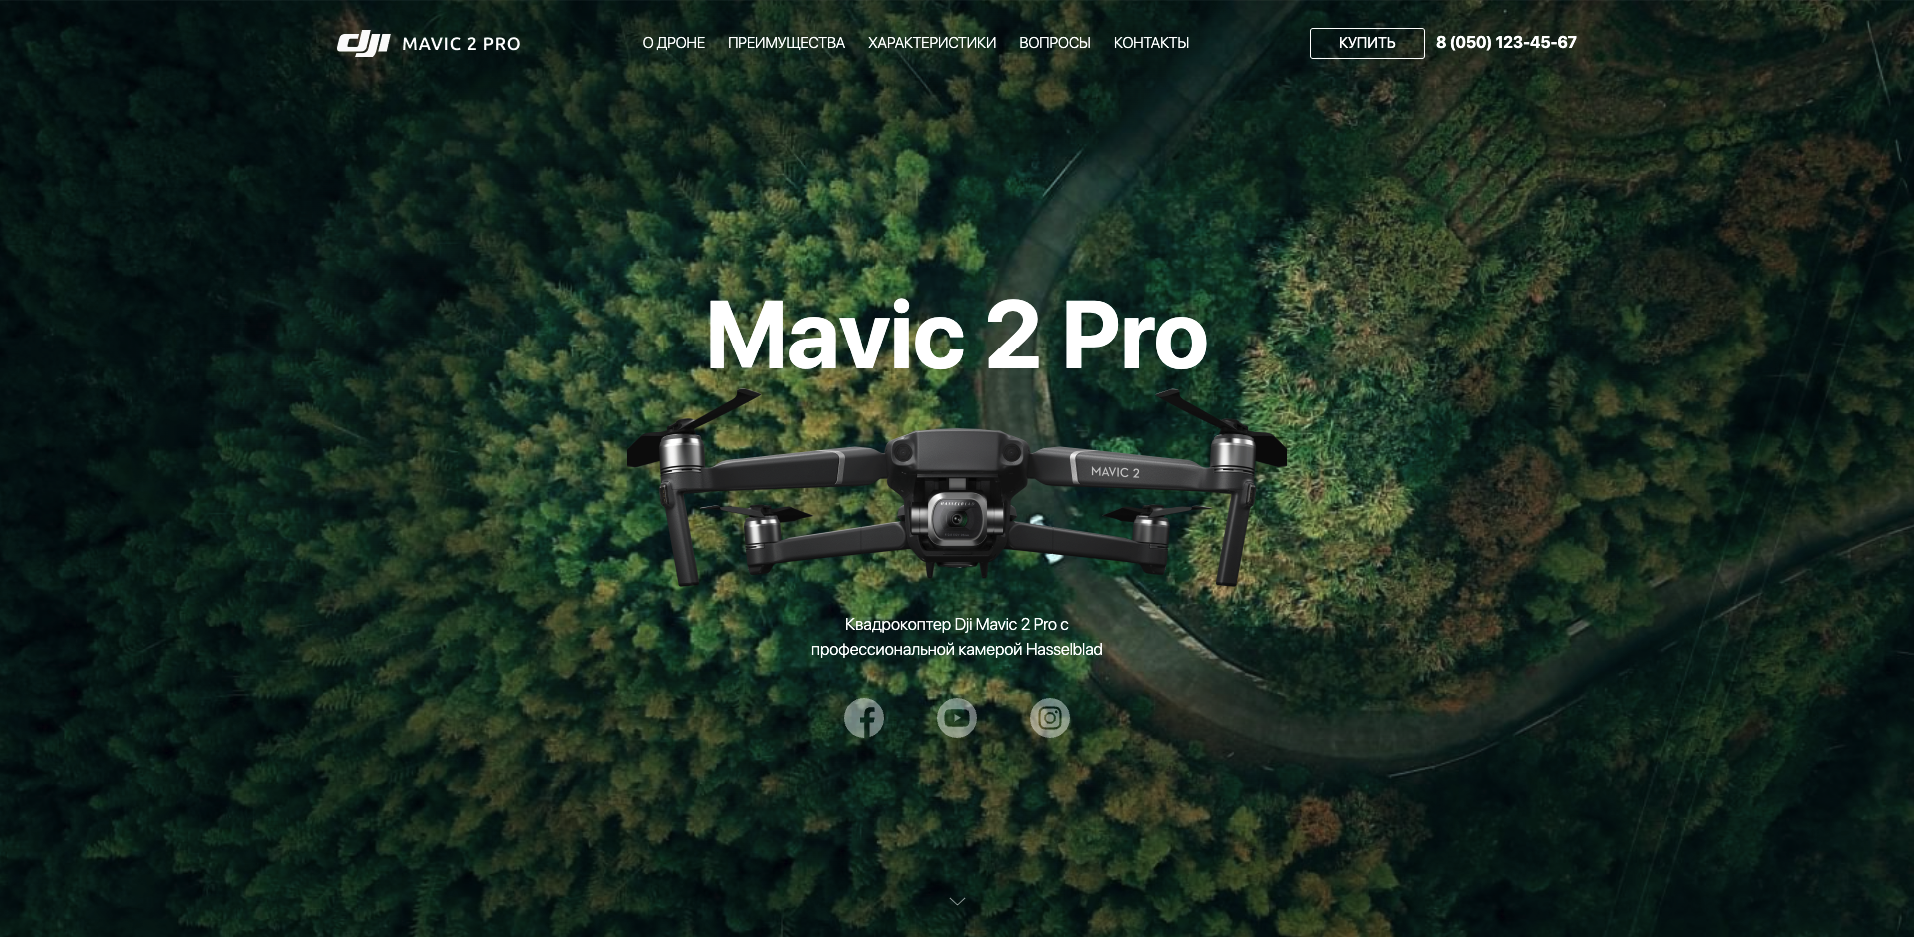 dji MAVIC 2 PRO
О ДРОНЕ ПРЕИМУЩЕСТВА ХАРАКТЕРИСТИКИ ВОПРОСЫ КОНТАКТЫ
КУПИТЬ 8 (050) 123-45-67
Mavic 2 Pro
MAVIC 2
HASSELBLAD
Квадрокоптер Dji Mavic 2 Pro с
профессиональной камерой Hasselblad